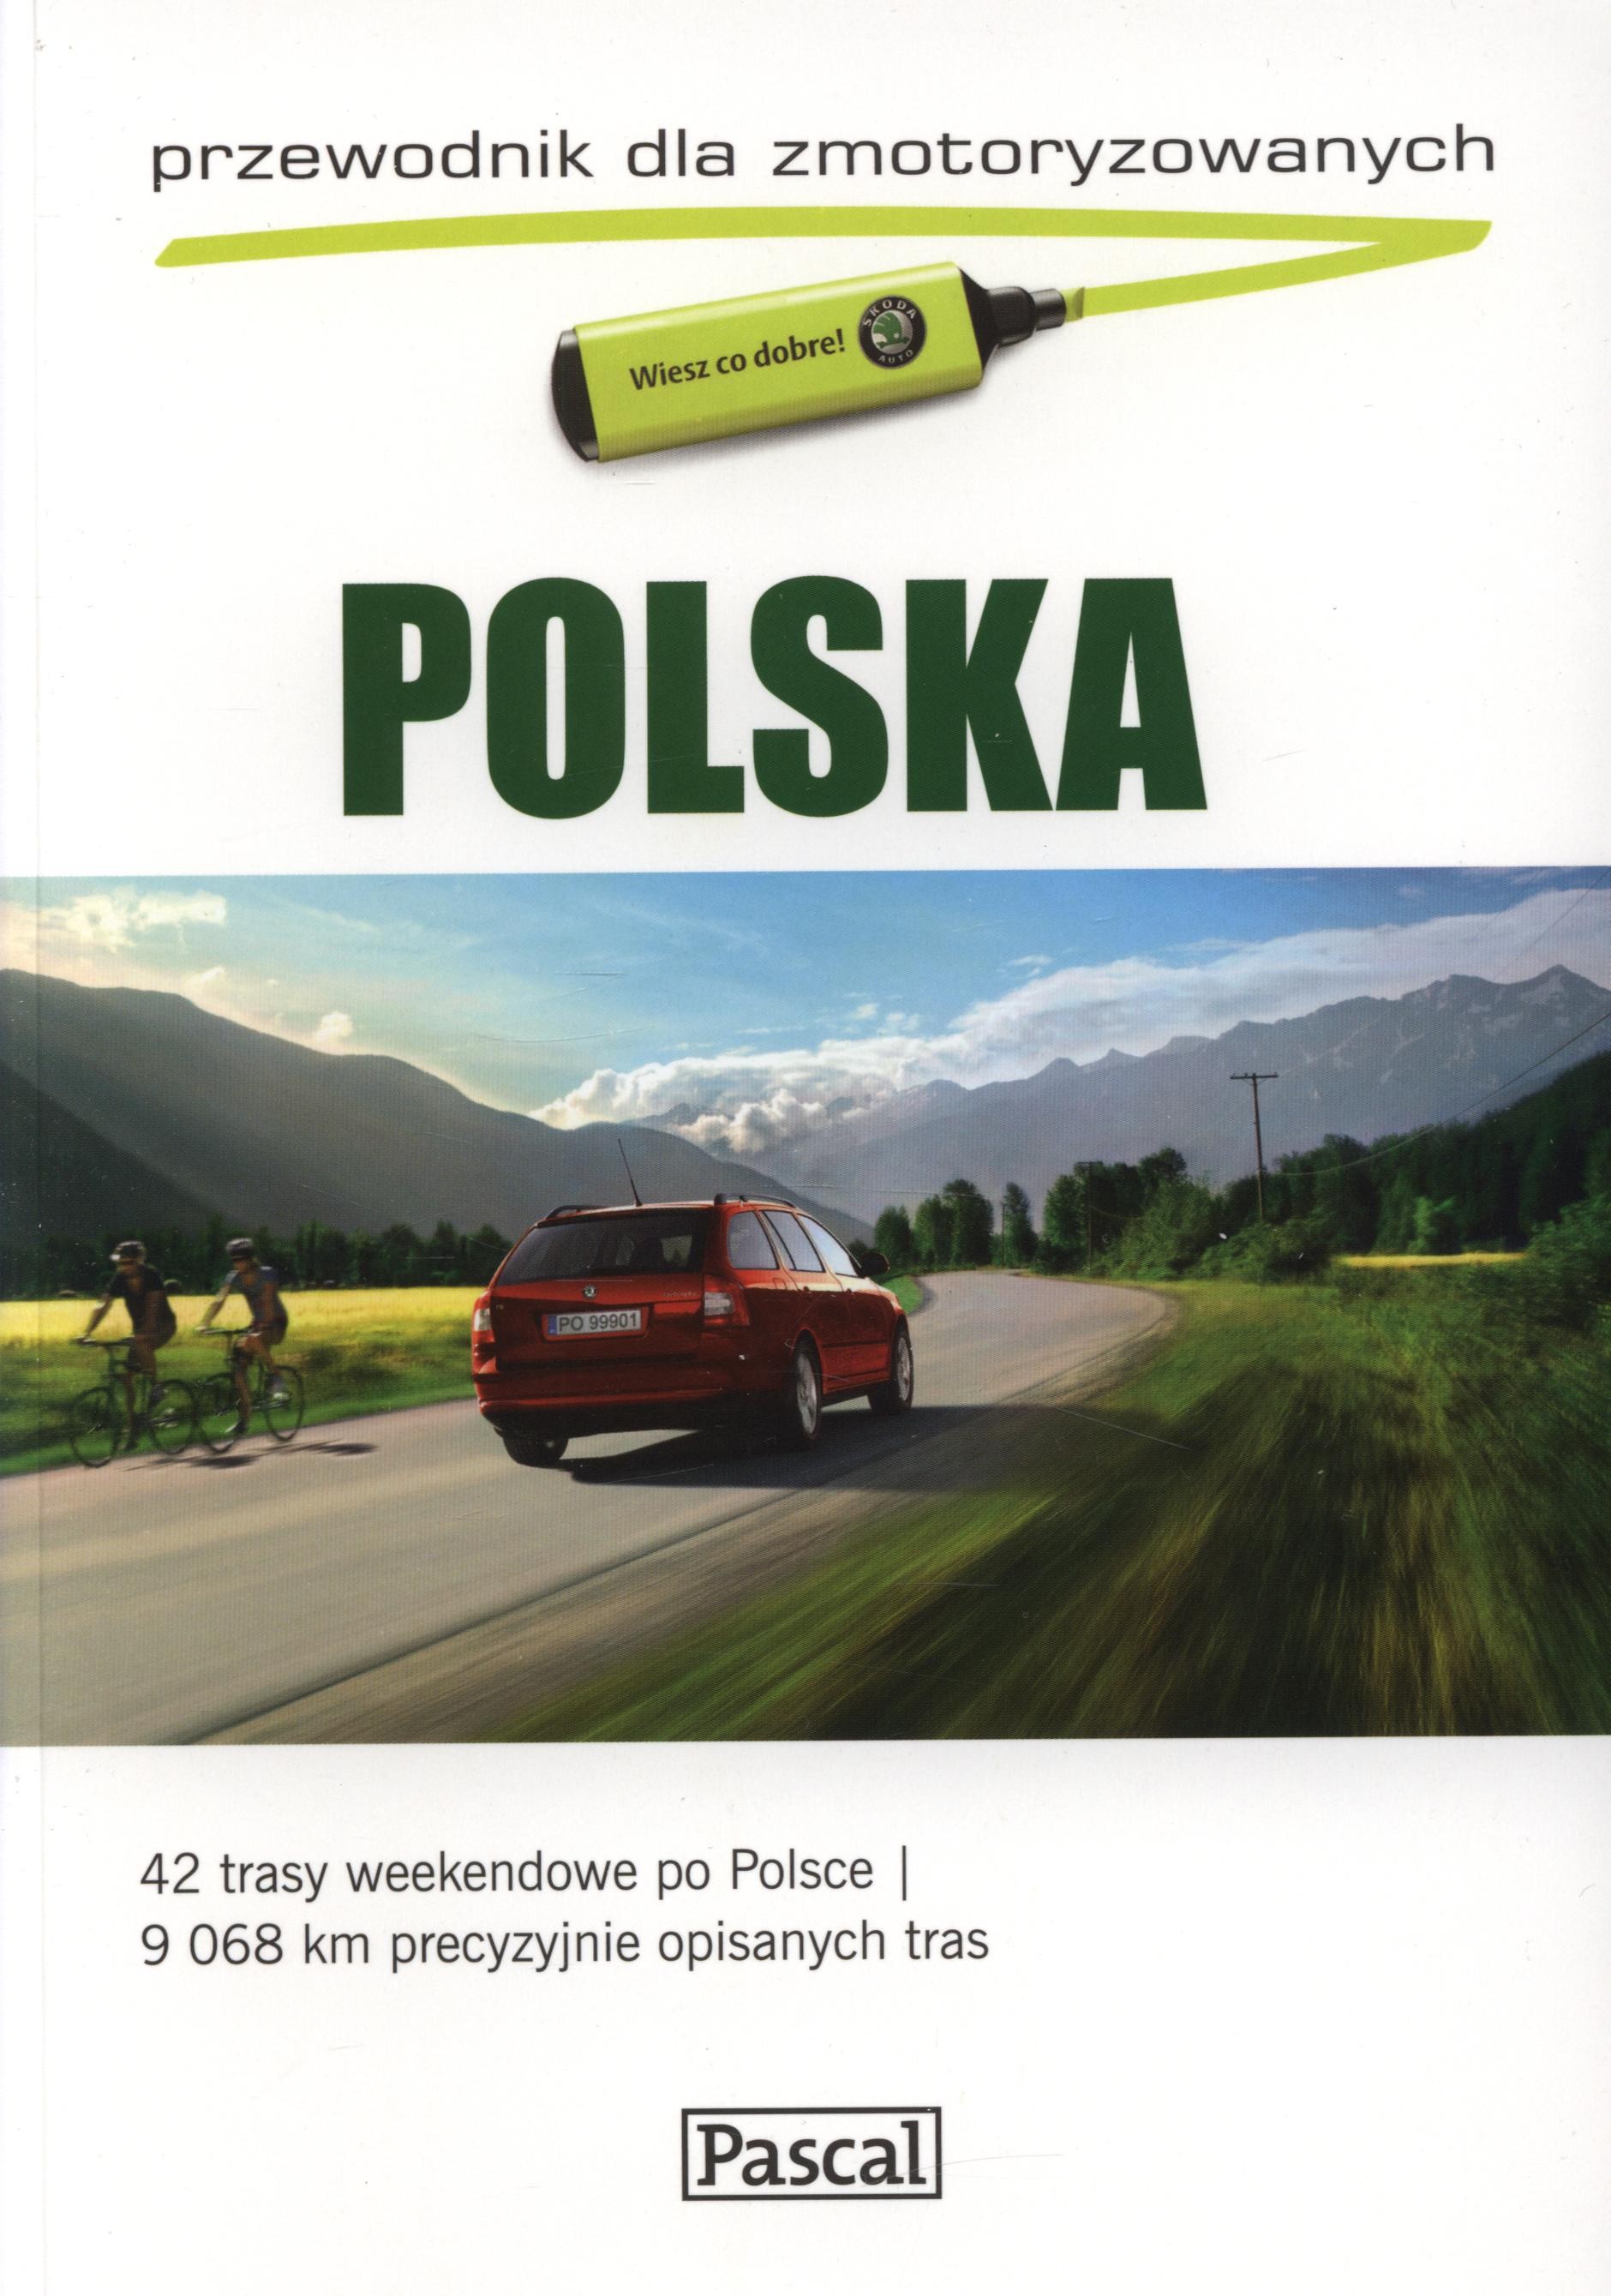 przewodnik dla zmotoryzowanych
Wiesz co dobre!
SKODA
AUTO
POLSKA
PO 99901
42 trasy weekendowe po Polsce |
9 068 km precyzyjnie opisanych tras
Pascal